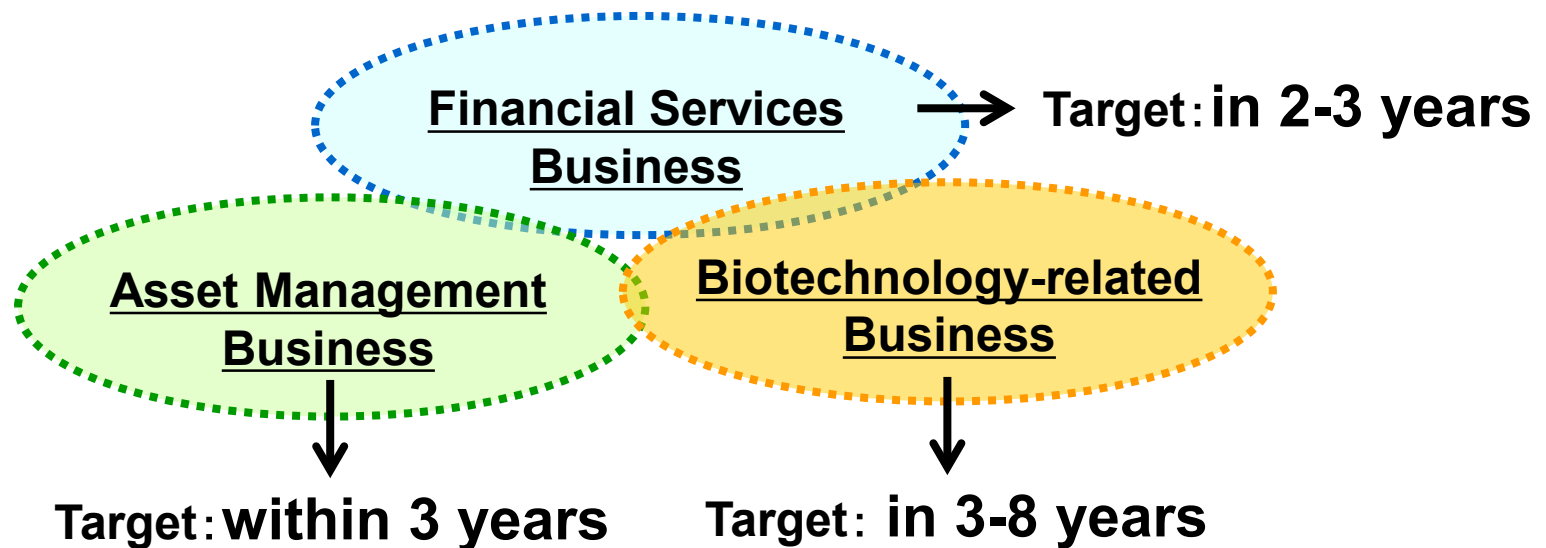 Financial Services
Business
Target: in 2-3 years
Asset Management
Business
Biotechnology-related
Business
Target: within 3 years
Target: in 3-8 years